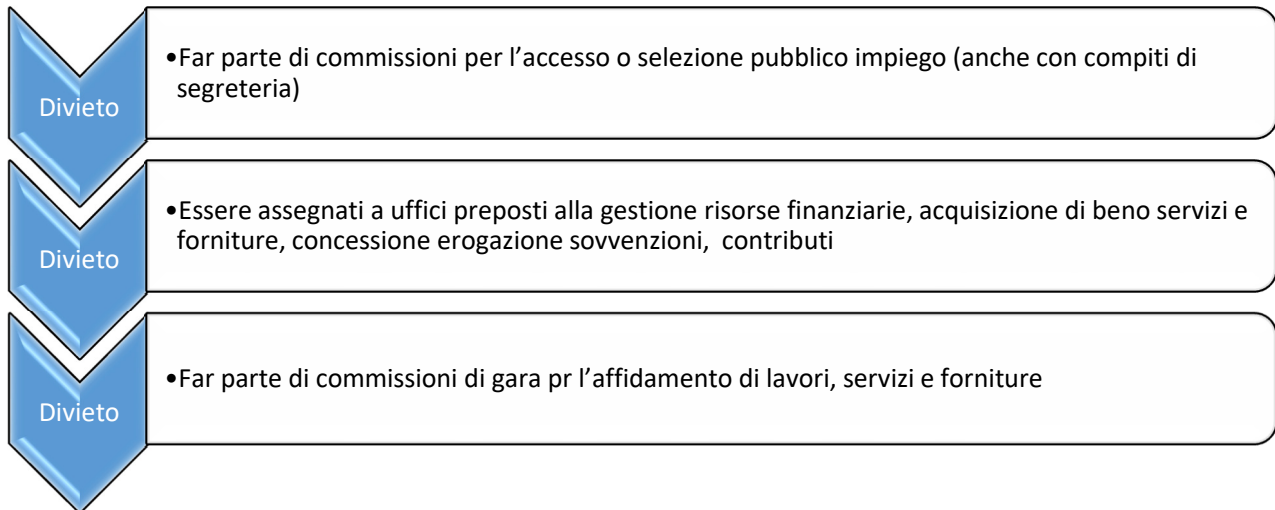 Divieto
•Far parte di commissioni per l’accesso o selezione pubblico impiego (anche con compiti di
segreteria)
Divieto
•Essere assegnati a uffici preposti alla gestione risorse finanziarie, acquisizione di beno servizi e
forniture, concessione erogazione sovvenzioni, contributi
Divieto
•Far parte di commissioni di gara pr l’affidamento di lavori, servizi e forniture